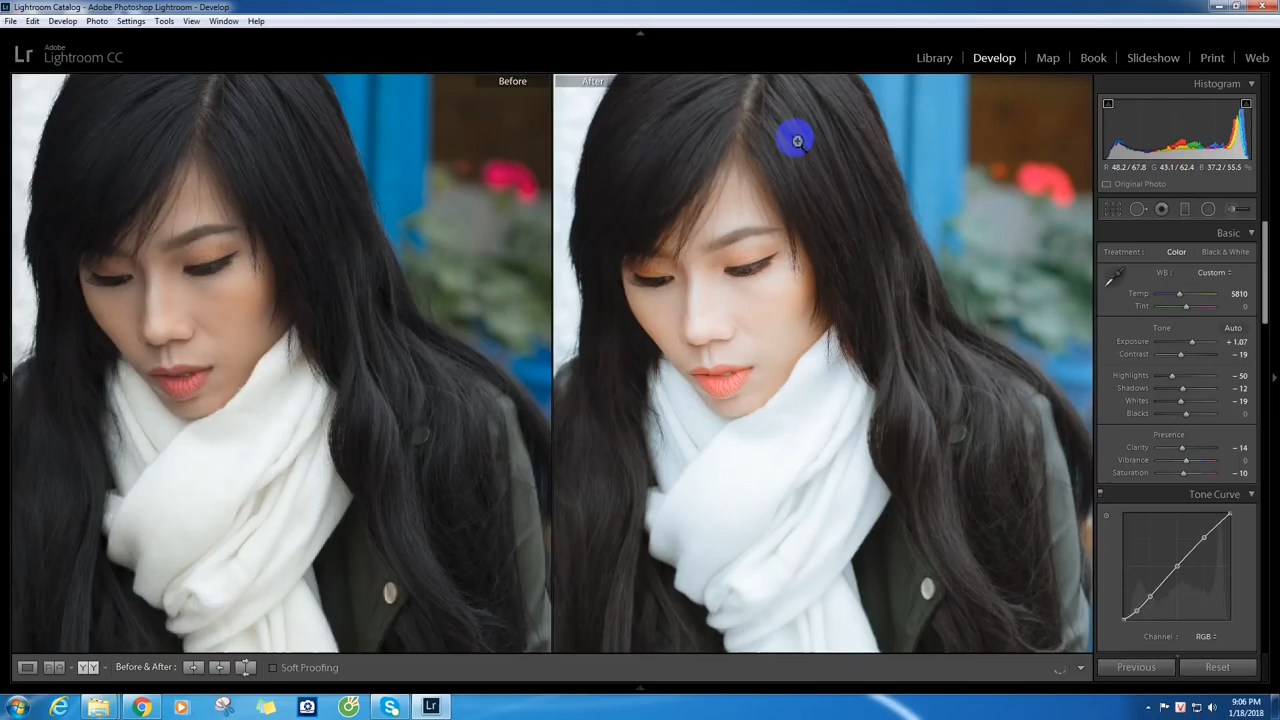 Lightroom Catalog - Adobe Photoshop Lightroom - Develop
File Edit Develop Photo Settings Tools View Window Help
Lr Adobe
Lightroom CC
Library Develop Map Book Slideshow Print Web
Before
After
Histogram
R 48.2 / 67.8 G 43.1 / 62.4 B 37.2 / 55.5 %
Original Photo
Basic
Treatment : Color Black & White
WB : Custom
Temp 5810
Tint 0
Tone Auto
Exposure + 1.07
Contrast − 19
Highlights − 50
Shadows − 12
Whites − 19
Blacks 0
Presence
Clarity − 14
Vibrance 0
Saturation − 10
Tone Curve
Channel : RGB
Y Y Before & After : Soft Proofing
Previous Reset
Lr
V
9:06 PM
1/18/2018